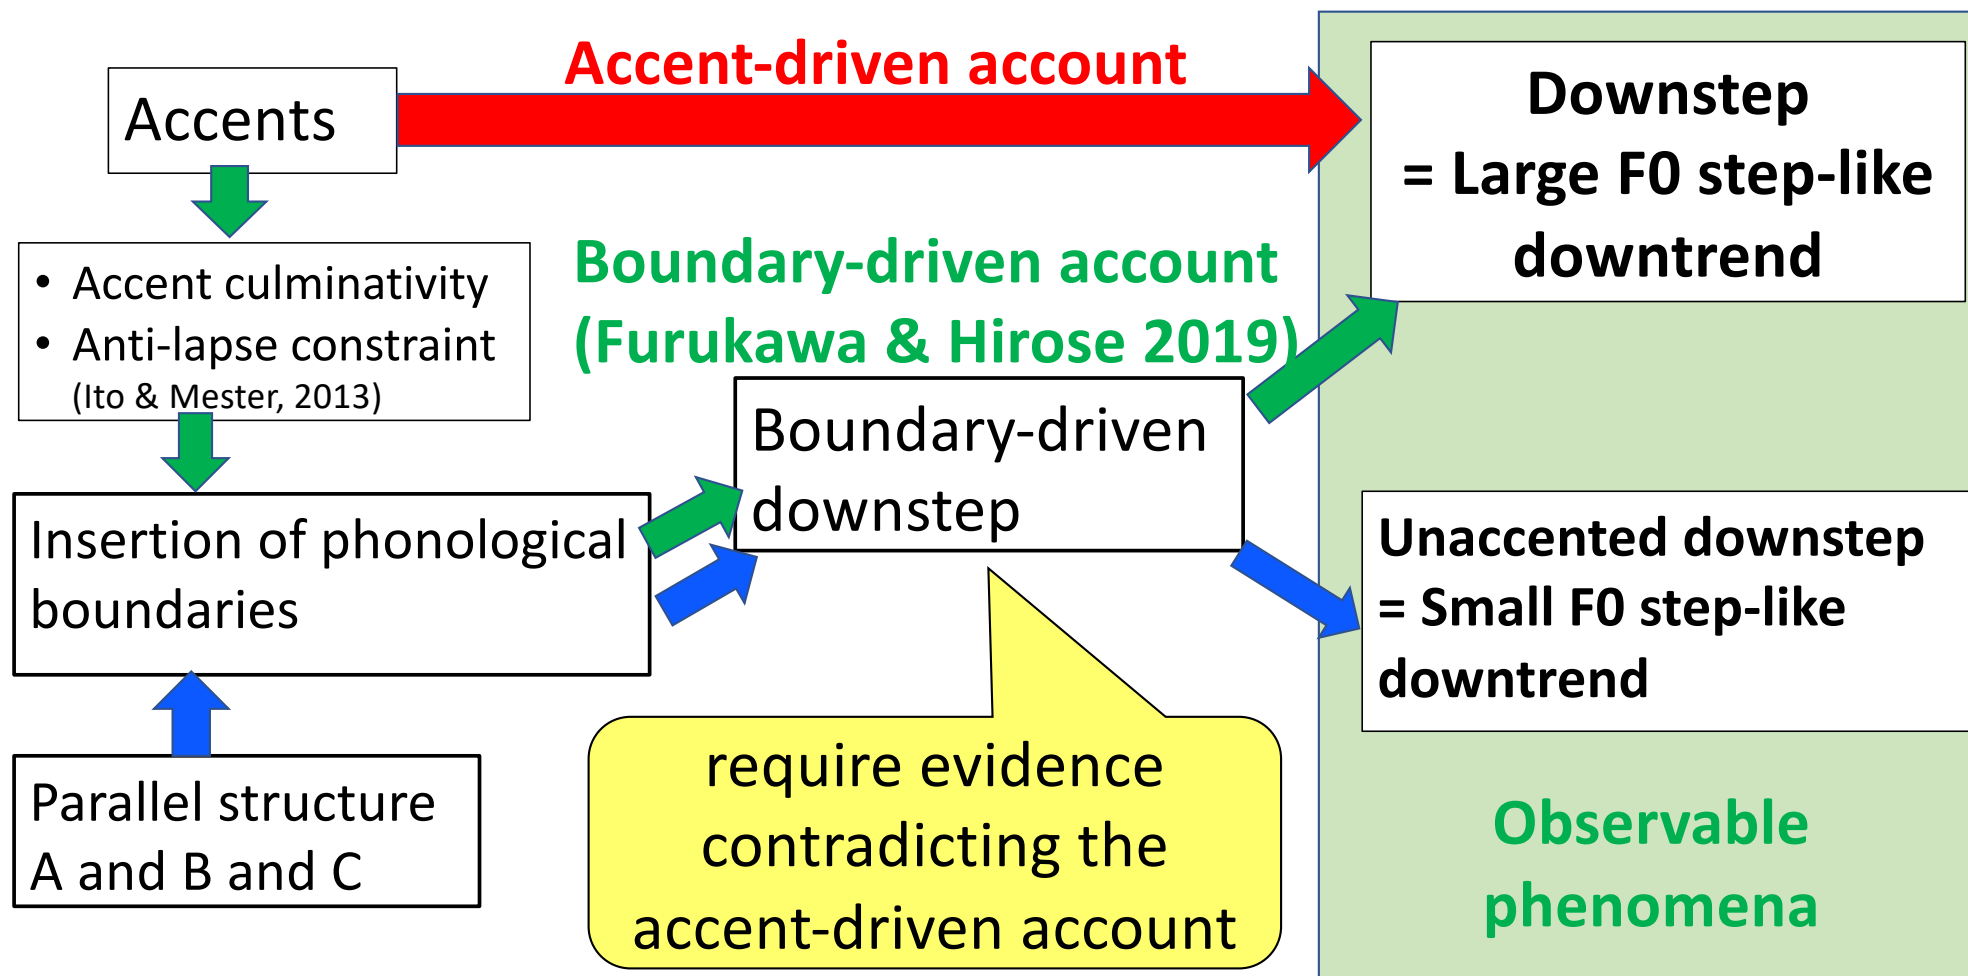 Accent-driven account
Accents
Downstep
= Large F0 step-like
downtrend
• Accent culminativity
• Anti-lapse constraint
(Ito & Mester, 2013)
Boundary-driven account
(Furukawa & Hirose 2019)
Boundary-driven
downstep
Insertion of phonological
boundaries
Unaccented downstep
= Small F0 step-like
downtrend
Parallel structure
A and B and C
require evidence
contradicting the
accent-driven account
Observable
phenomena